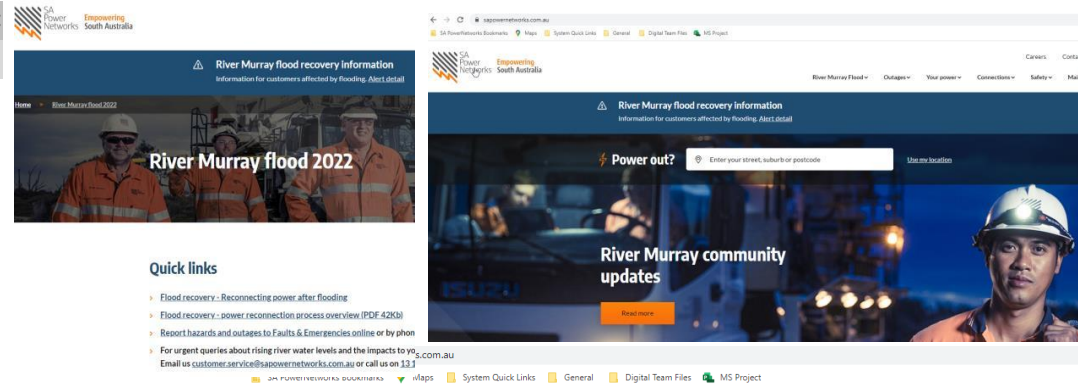 SA
Power
Networks
Empowering
South Australia
River Murray flood recovery information
Information for customers affected by flooding. Alert detail
Home
River Murray flood 2022
River Murray flood 2022
Quick links
Flood recovery - Reconnecting power after flooding
Flood recovery - power reconnection process overview (PDF 42Kb)
Report hazards and outages to Faults & Emergencies online or by phon
For urgent queries about rising river water levels and the impacts to yo
Email us customer.service@sapowernetworks.com.au or call us on 13 1
sapowernetworks.com.au
SA PowerNetworks Bookmarks Maps System Quick Links General Digital Team Files MS Project
SA
Power
Networks
Empowering
South Australia
Careers Conta
River Murray Flood Outages Your power Connections Safety Mai
River Murray flood recovery information
Information for customers affected by flooding. Alert detail
Power out? Enter your street, suburb or postcode Use my location
River Murray community
updates
Read more
ISUZU
s.com.au
SA PowerNetworks Bookmarks Maps System Quick Links General Digital Team Files MS Project